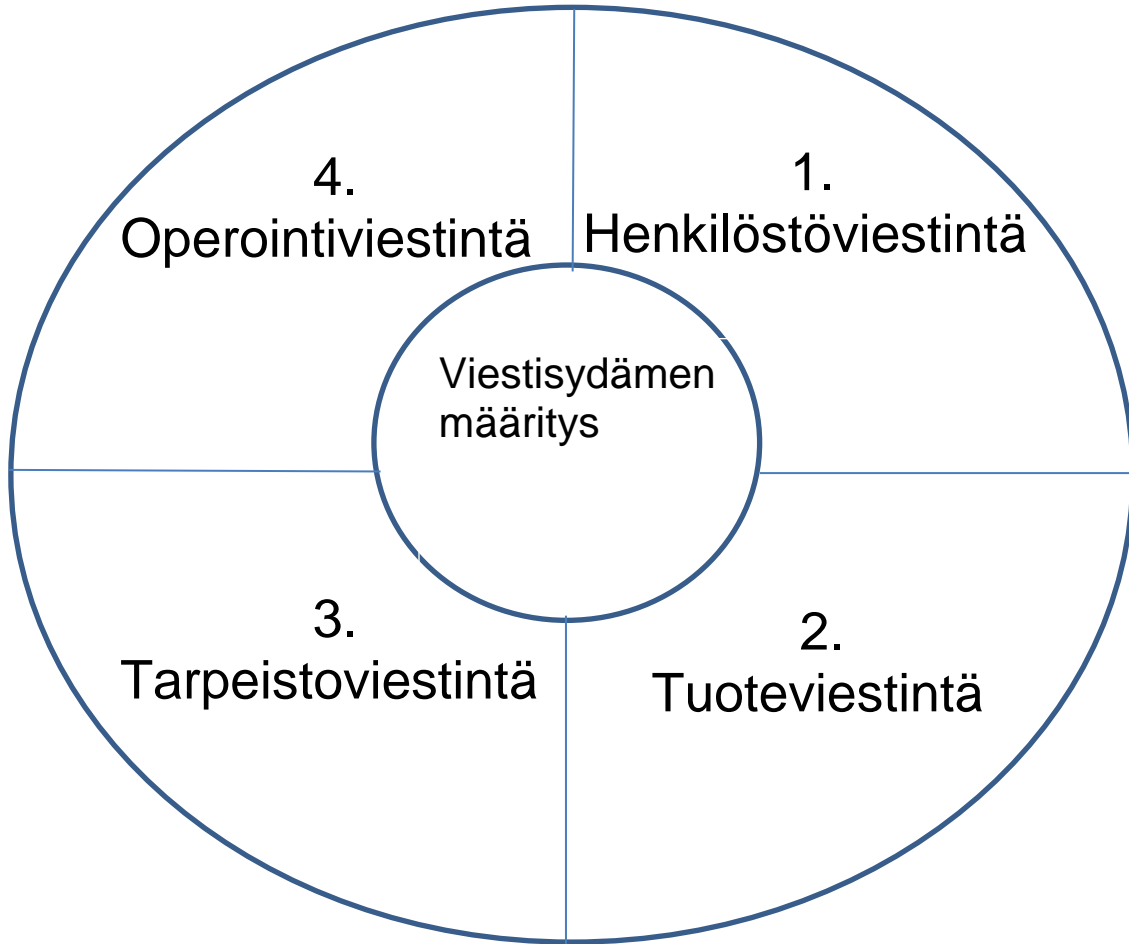 4.
Operointiviestintä
1.
Henkilöstöviestintä
Viestisydämen
määritys
3.
Tarpeistoviestintä
2.
Tuoteviestintä